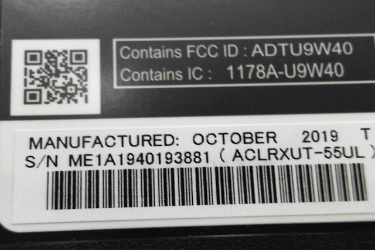 Contains FCC ID : ADTU9W40
Contains IC : 1178A-U9W40
MANUFACTURED: OCTOBER 2019 T
S/N ME1A1940193881 ( ACLRXUT-55UL )